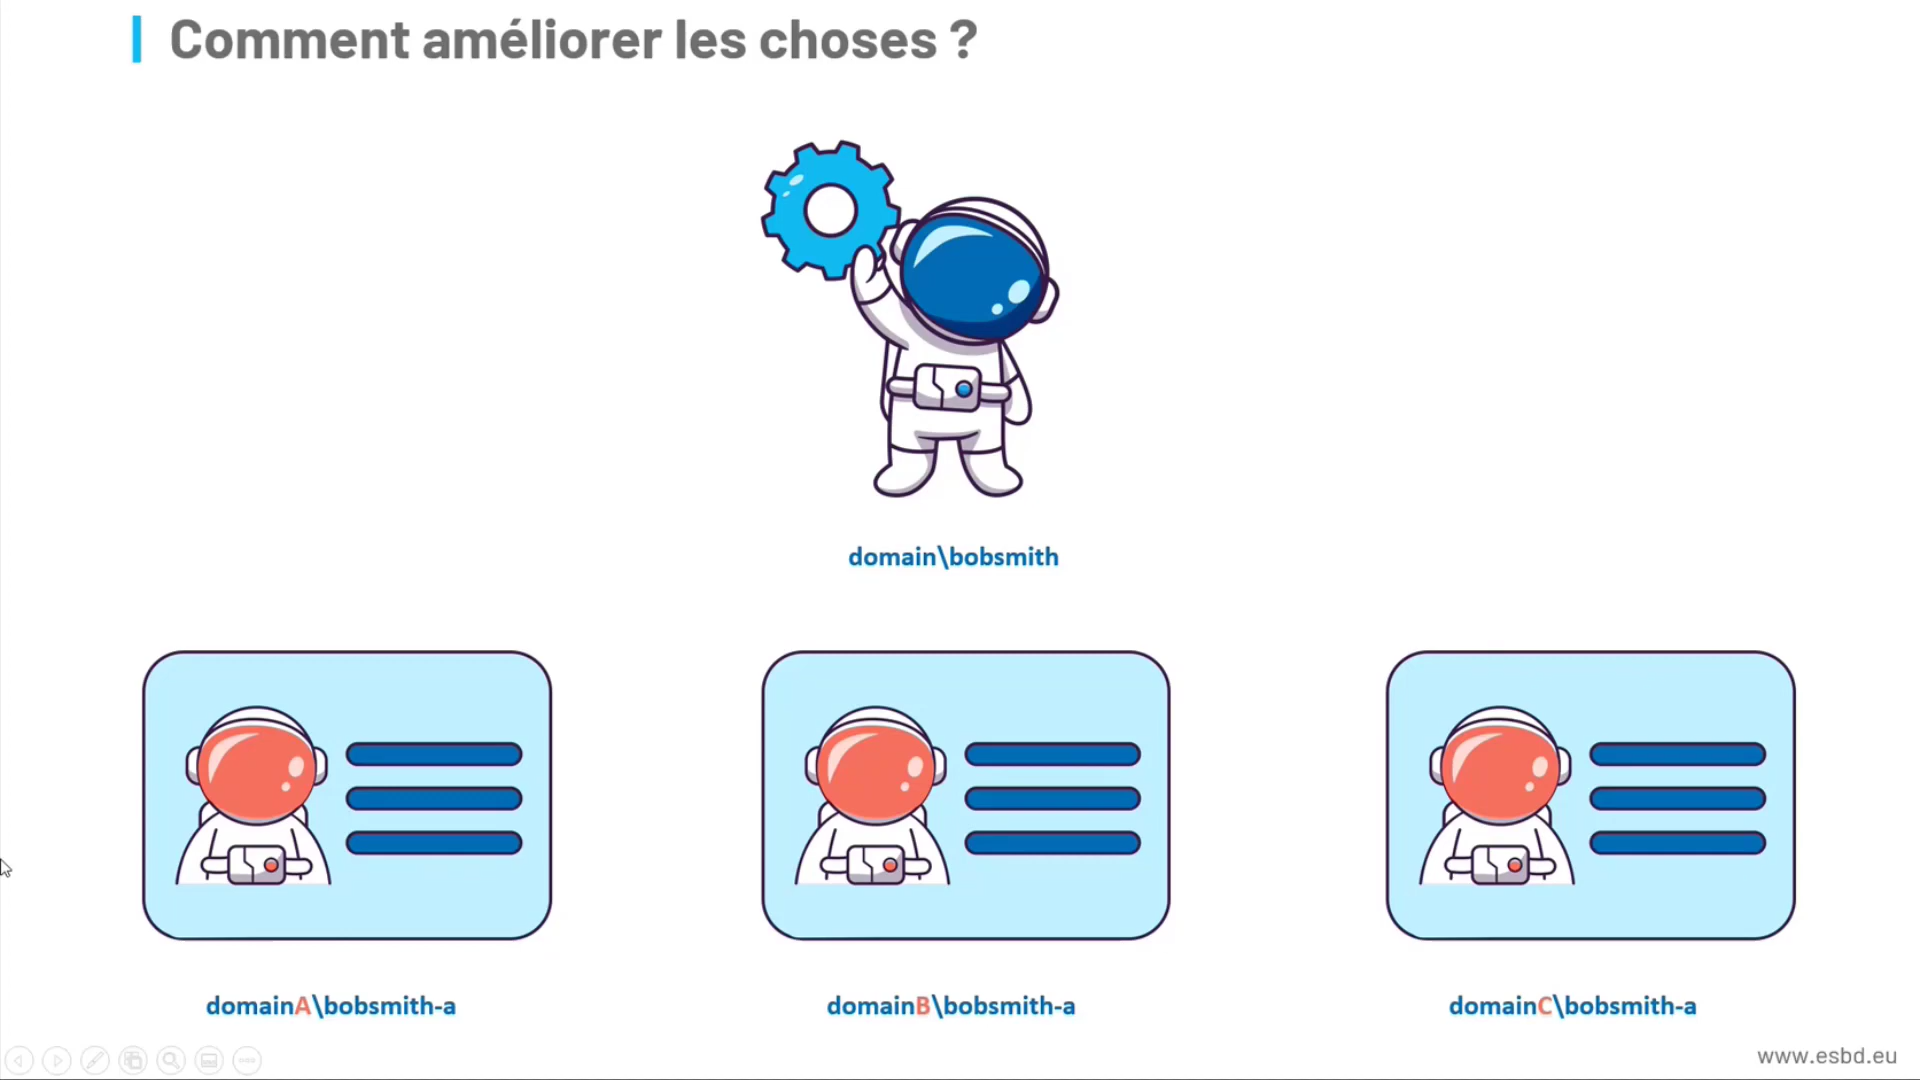 Comment améliorer les choses ?
domain\bobsmith
domainA\bobsmith-a
domainB\bobsmith-a
domainC\bobsmith-a
www.esbd.eu